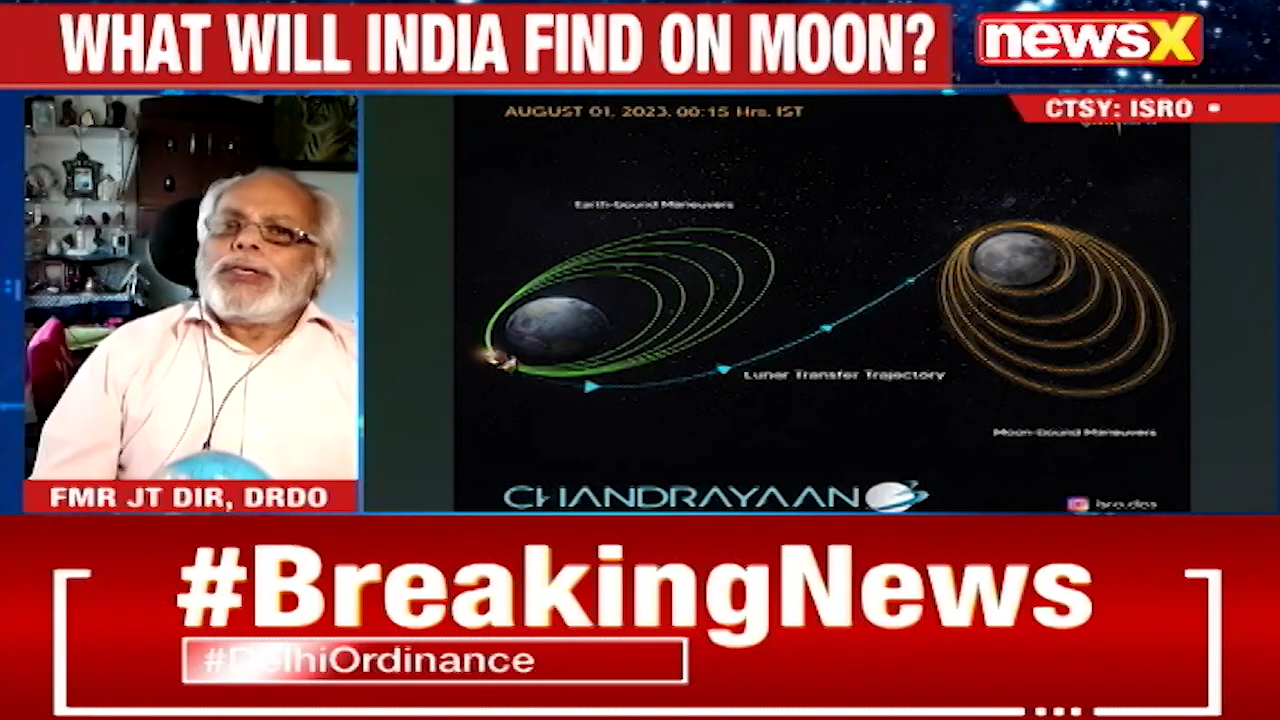 WHAT WILL INDIA FIND ON MOON?
newsX
CTSY: ISRO
AUGUST 01, 2023, 00:15 Hrs. IST
Earth-Bound Maneuvers
Lunar Transfer Trajectory
Moon-Bound Maneuvers
CHANDRAYAAN
FMR JT DIR, DRDO
#BreakingNews
#DelhiOrdinance